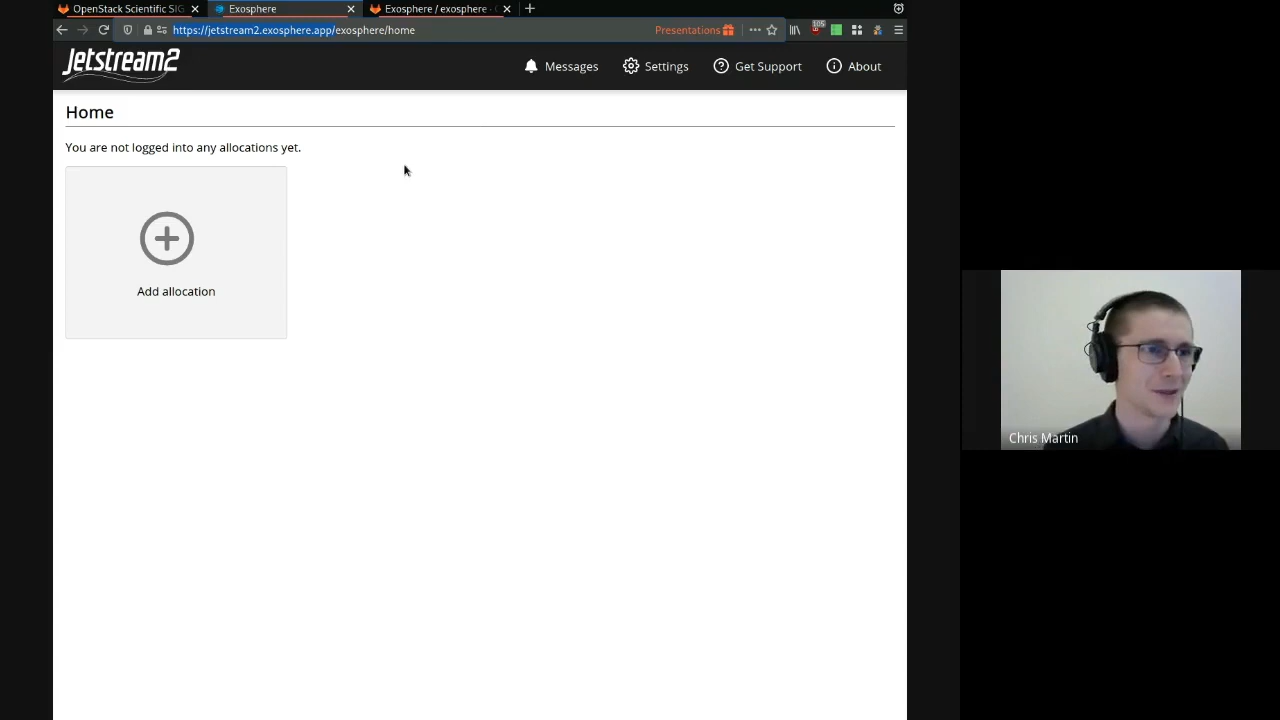 OpenStack Scientific SIG
Exosphere
Exosphere / exosphere ·
https://jetstream2.exosphere.app/exosphere/home
Presentations
105
Jetstream2
Messages
Settings
Get Support
About
Home
You are not logged into any allocations yet.
Add allocation
Chris Martin